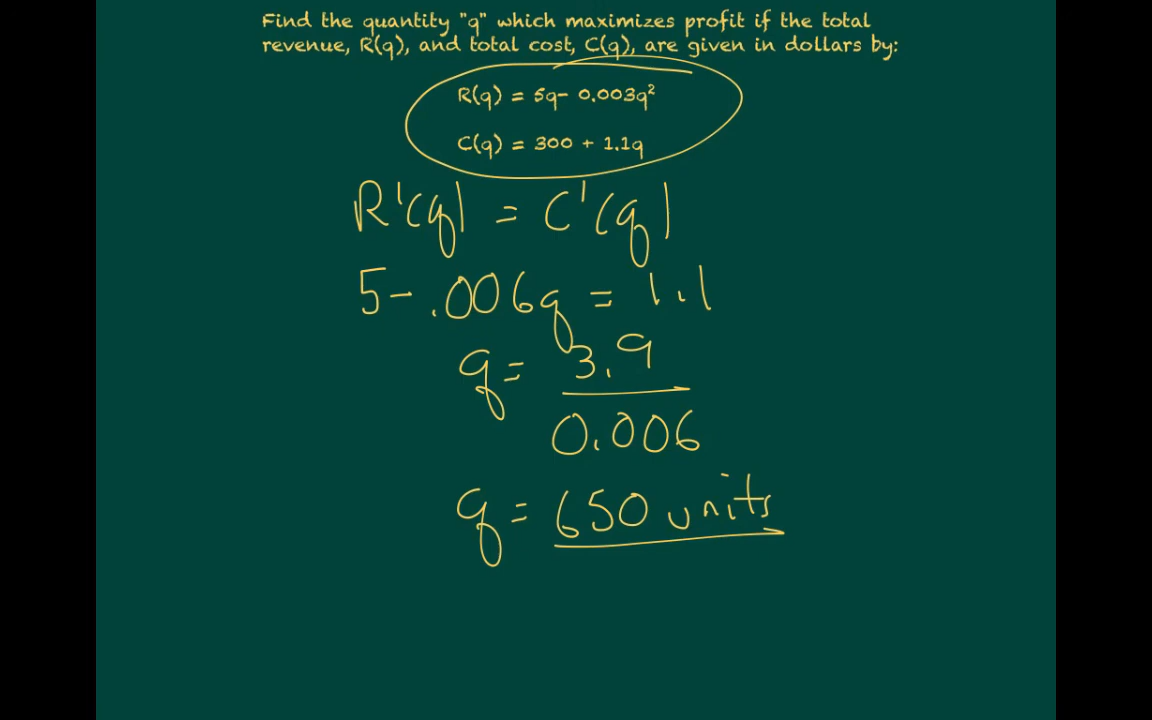 Find the quantity "q" which maximizes profit if the total
revenue, R(q), and total cost, C(q), are given in dollars by:
R(q) = 5q- 0.003q²
C(q) = 300 + 1.1q
R'(q) = C'(q)
5-.006q = 1.1
q = 3.9
0.006
q = 650 units